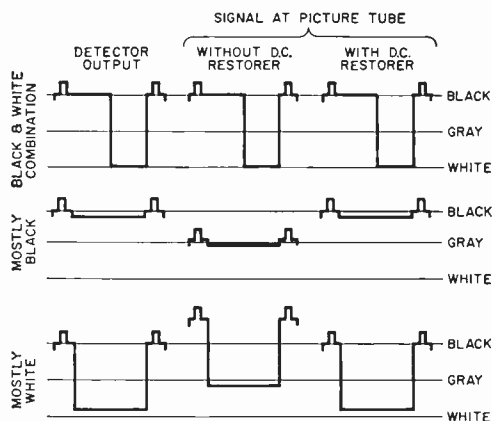 SIGNAL AT PICTURE TUBE
DETECTOR
OUTPUT
WITHOUT D.C.
RESTORER
WITH D.C.
RESTORER
BLACK & WHITE
COMBINATION
BLACK
GRAY
WHITE
MOSTLY
BLACK
BLACK
GRAY
WHITE
MOSTLY
WHITE
BLACK
GRAY
WHITE